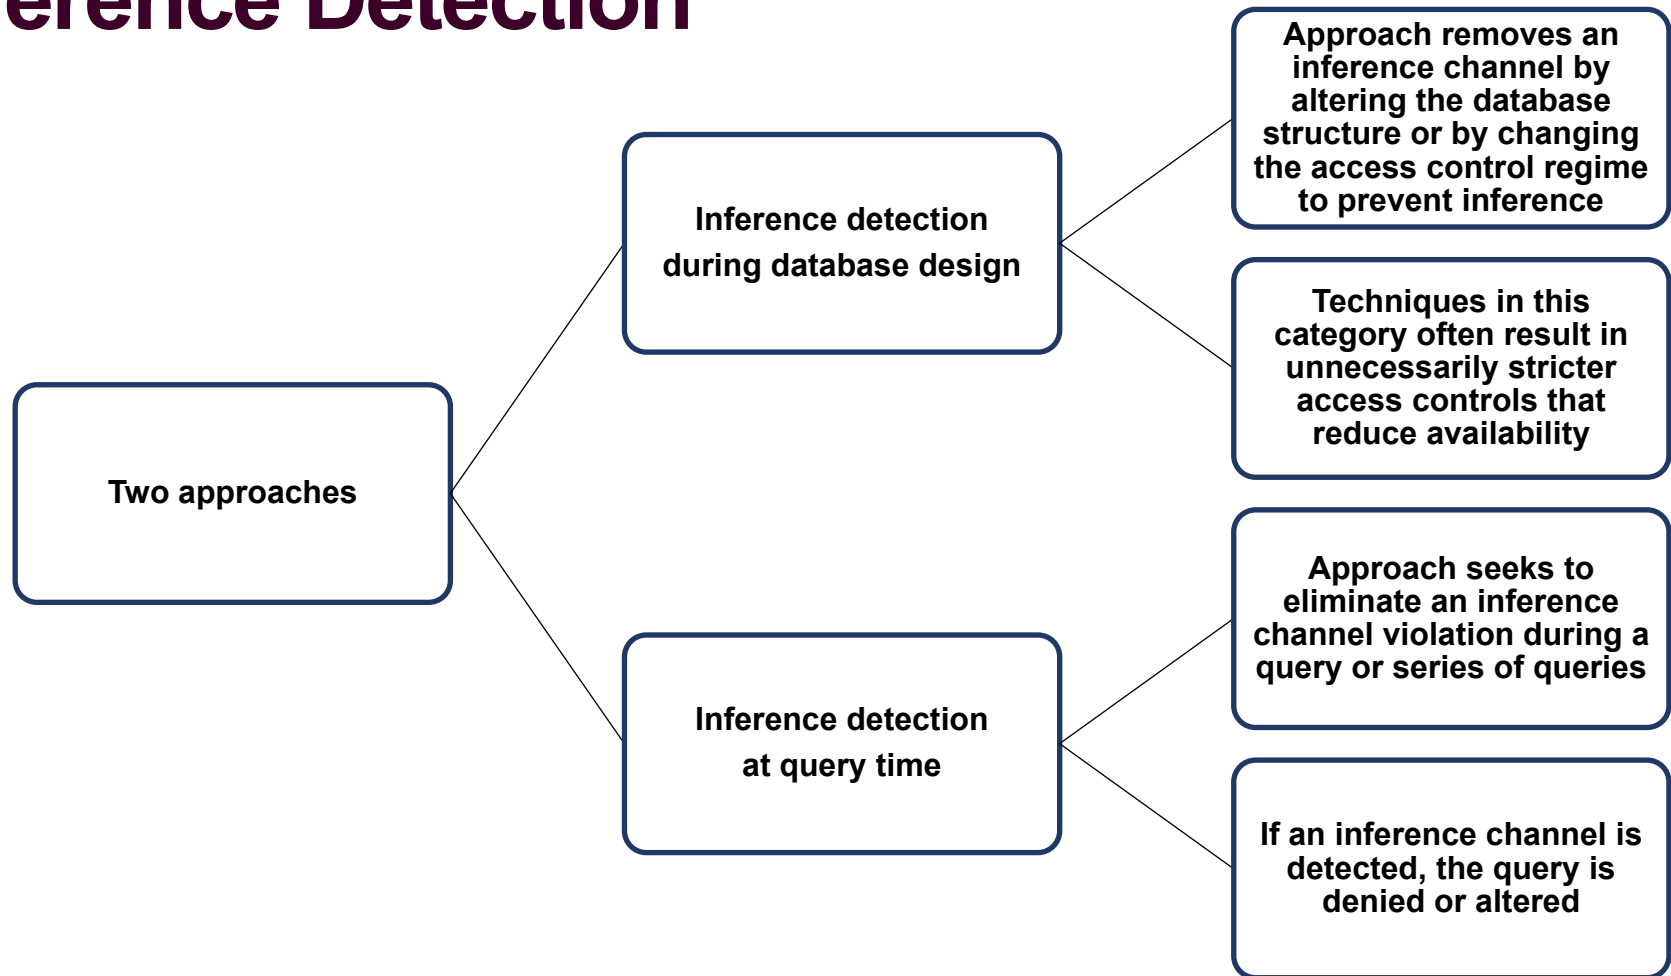 erence Detection
Two approaches
Inference detection
during database design
Approach removes an
inference channel by
altering the database
structure or by changing
the access control regime
to prevent inference
Techniques in this
category often result in
unnecessarily stricter
access controls that
reduce availability
Inference detection
at query time
Approach seeks to
eliminate an inference
channel violation during a
query or series of queries
If an inference channel is
detected, the query is
denied or altered